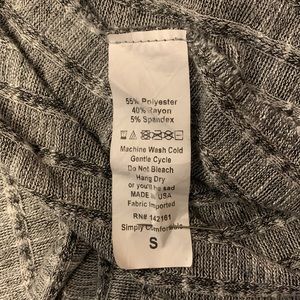 55% Polyester
40% Rayon
5% Spandex
Machine Wash Cold
Gentle Cycle
Do Not Bleach
Hang Dry
or you'll be sad
MADE IN USA
Fabric Imported
RN# 142161
Simply Comfortable
S